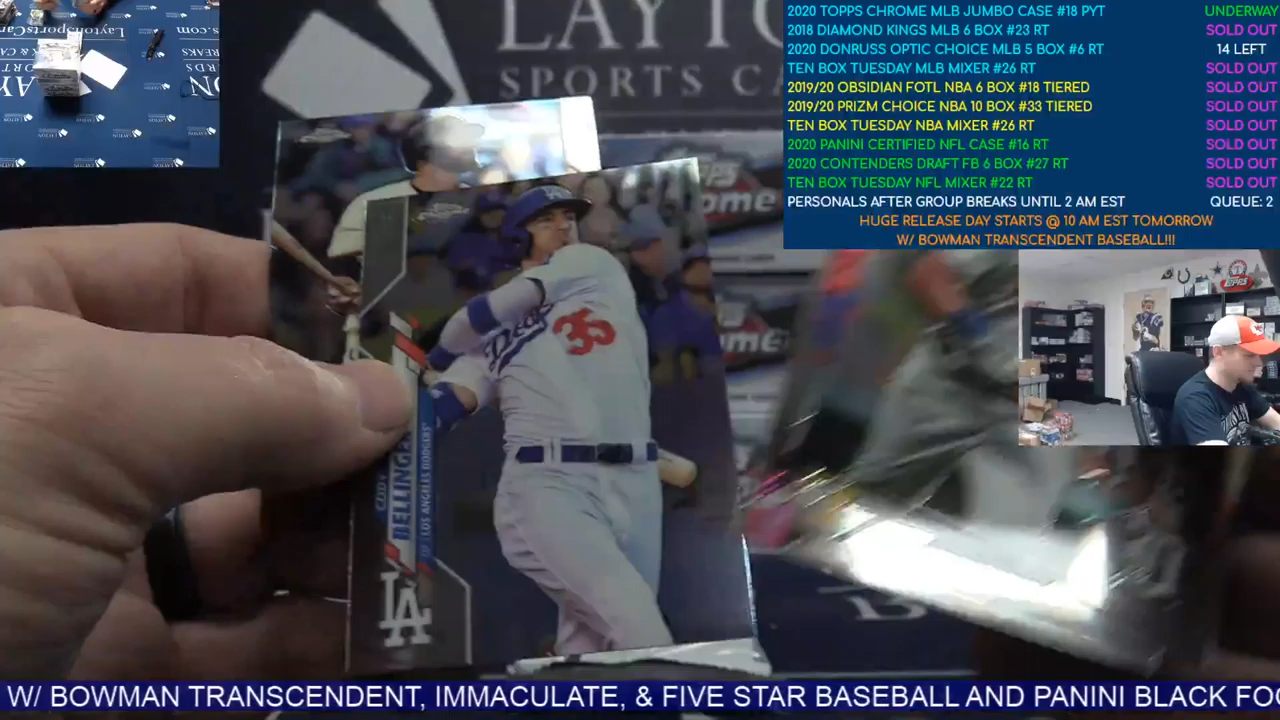 2020 TOPPS CHROME MLB JUMBO CASE #18 PYT UNDERWAY
2018 DIAMOND KINGS MLB 6 BOX #23 RT SOLD OUT
2020 DONRUSS OPTIC CHOICE MLB 5 BOX #6 RT 14 LEFT
TEN BOX TUESDAY MLB MIXER #26 RT SOLD OUT
2019/20 OBSIDIAN FOTL NBA 6 BOX #18 TIERED SOLD OUT
2019/20 PRIZM CHOICE NBA 10 BOX #33 TIERED SOLD OUT
TEN BOX TUESDAY NBA MIXER #26 RT SOLD OUT
2020 PANINI CERTIFIED NFL CASE #16 RT SOLD OUT
2020 CONTENDERS DRAFT FB 6 BOX #27 RT SOLD OUT
TEN BOX TUESDAY NFL MIXER #22 RT SOLD OUT
PERSONALS AFTER GROUP BREAKS UNTIL 2 AM EST QUEUE: 2
HUGE RELEASE DAY STARTS @ 10 AM EST TOMORROW
W/ BOWMAN TRANSCENDENT BASEBALL!!!
LAYTO
SPORTS CA
Dodgers
35
CODY
BELLINGER
LOS ANGELES DODGERS
LA
W/ BOWMAN TRANSCENDENT, IMMACULATE, & FIVE STAR BASEBALL AND PANINI BLACK FOO